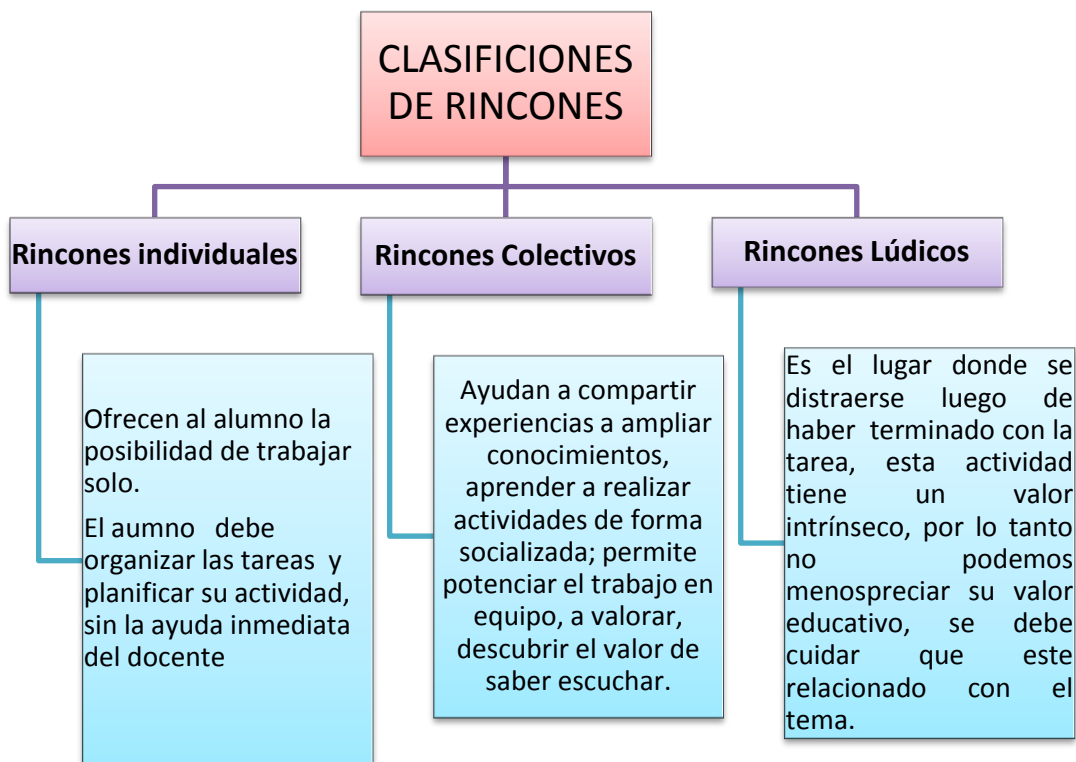 CLASIFICIONES
DE RINCONES
Rincones individuales
Ofrecen al alumno la
posibilidad de trabajar
solo.
El aumno debe
organizar las tareas y
planificar su actividad,
sin la ayuda inmediata
del docente
Rincones Colectivos
Ayudan a compartir
experiencias a ampliar
conocimientos,
aprender a realizar
actividades de forma
socializada; permite
potenciar el trabajo en
equipo, a valorar,
descubrir el valor de
saber escuchar.
Rincones Lúdicos
Es el lugar donde se
distraerse luego de
haber terminado con la
tarea, esta actividad
tiene un valor
intrínseco, por lo tanto
no podemos
menospreciar su valor
educativo, se debe
cuidar que este
relacionado con el
tema.